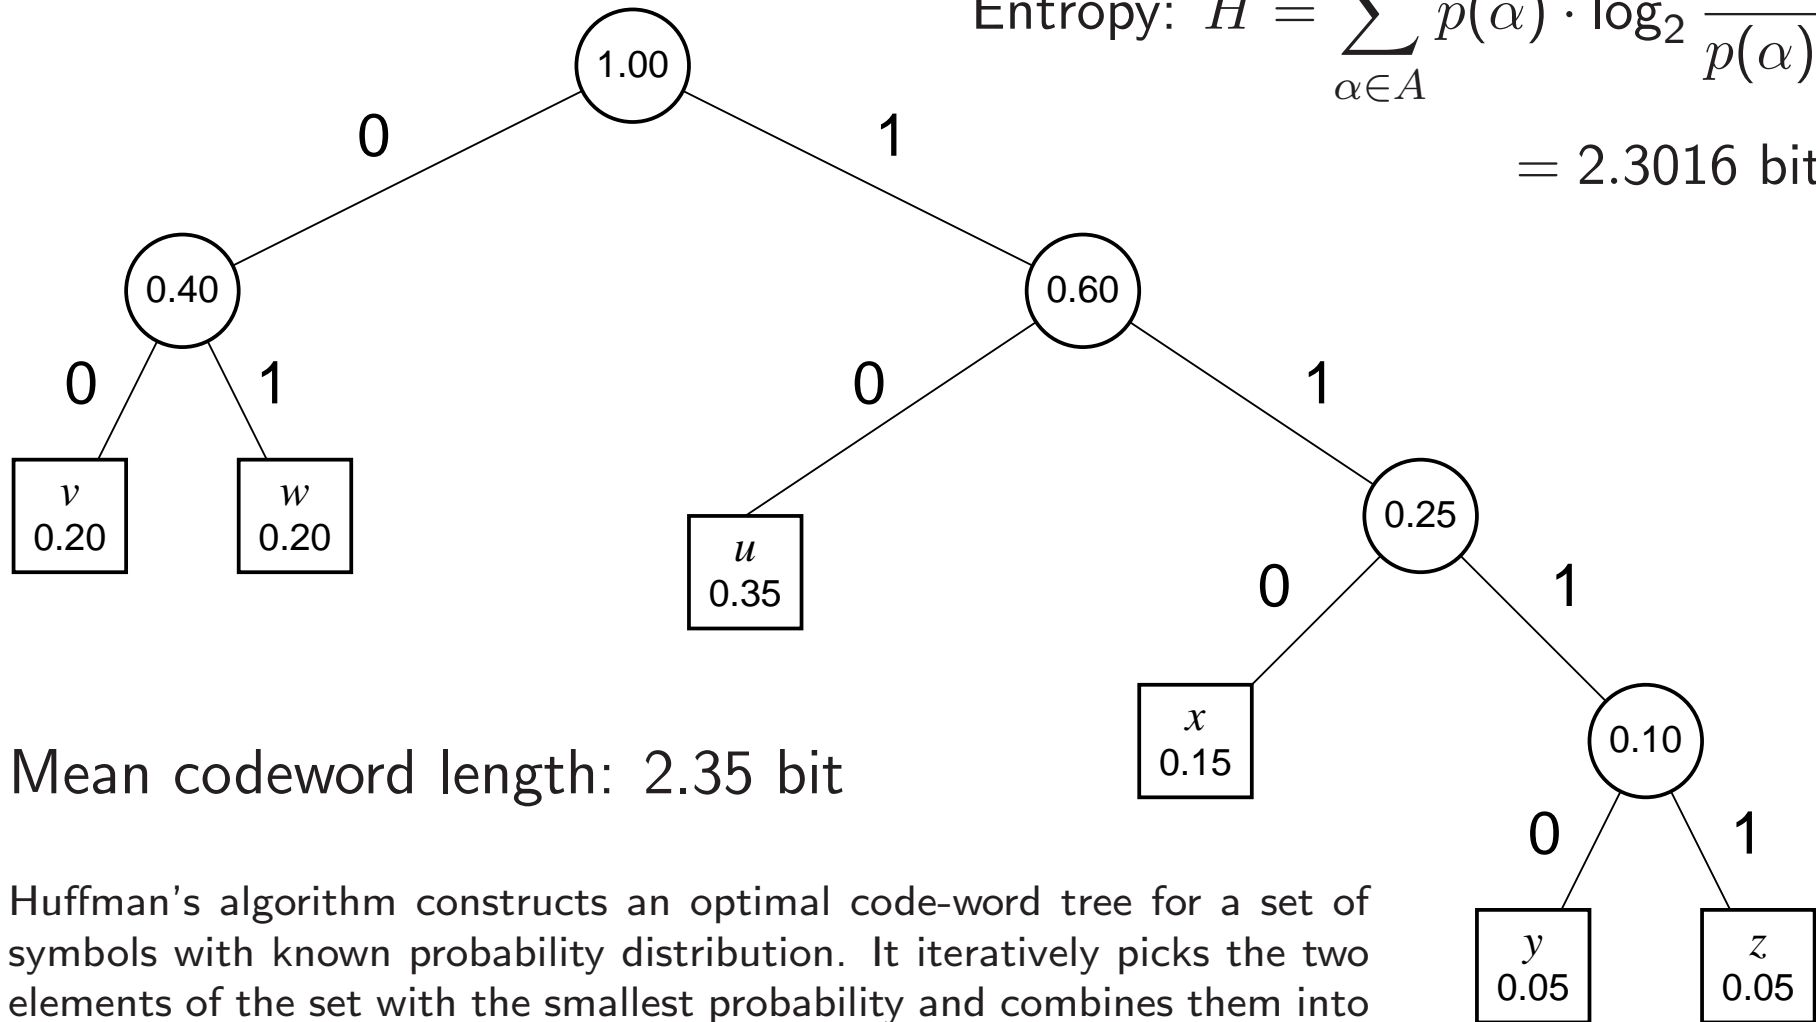 Entropy: H = ∑ p(α) · log₂ 1/p(α)
α∈A
= 2.3016 bit
1.00
0 1
0.40 0.60
0 1 0 1
v 0.20
w 0.20
u 0.35
0.25
0 1
x 0.15
0.10
0 1
y 0.05
z 0.05
Mean codeword length: 2.35 bit
Huffman's algorithm constructs an optimal code-word tree for a set of
symbols with known probability distribution. It iteratively picks the two
elements of the set with the smallest probability and combines them into